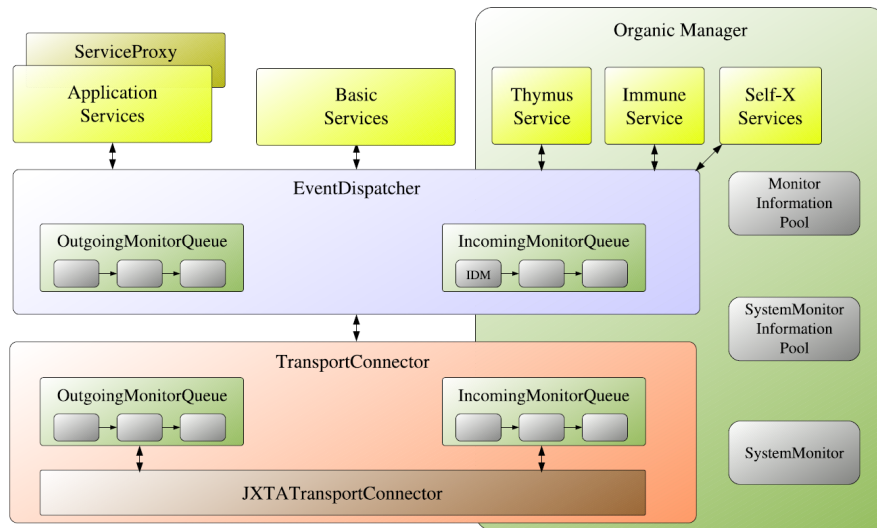 ServiceProxy
Application
Services
Basic
Services
Organic Manager
Thymus
Service
Immune
Service
Self-X
Services
EventDispatcher
OutgoingMonitorQueue
IncomingMonitorQueue
IDM
Monitor
Information
Pool
SystemMonitor
Information
Pool
TransportConnector
OutgoingMonitorQueue
IncomingMonitorQueue
SystemMonitor
JXTATransportConnector